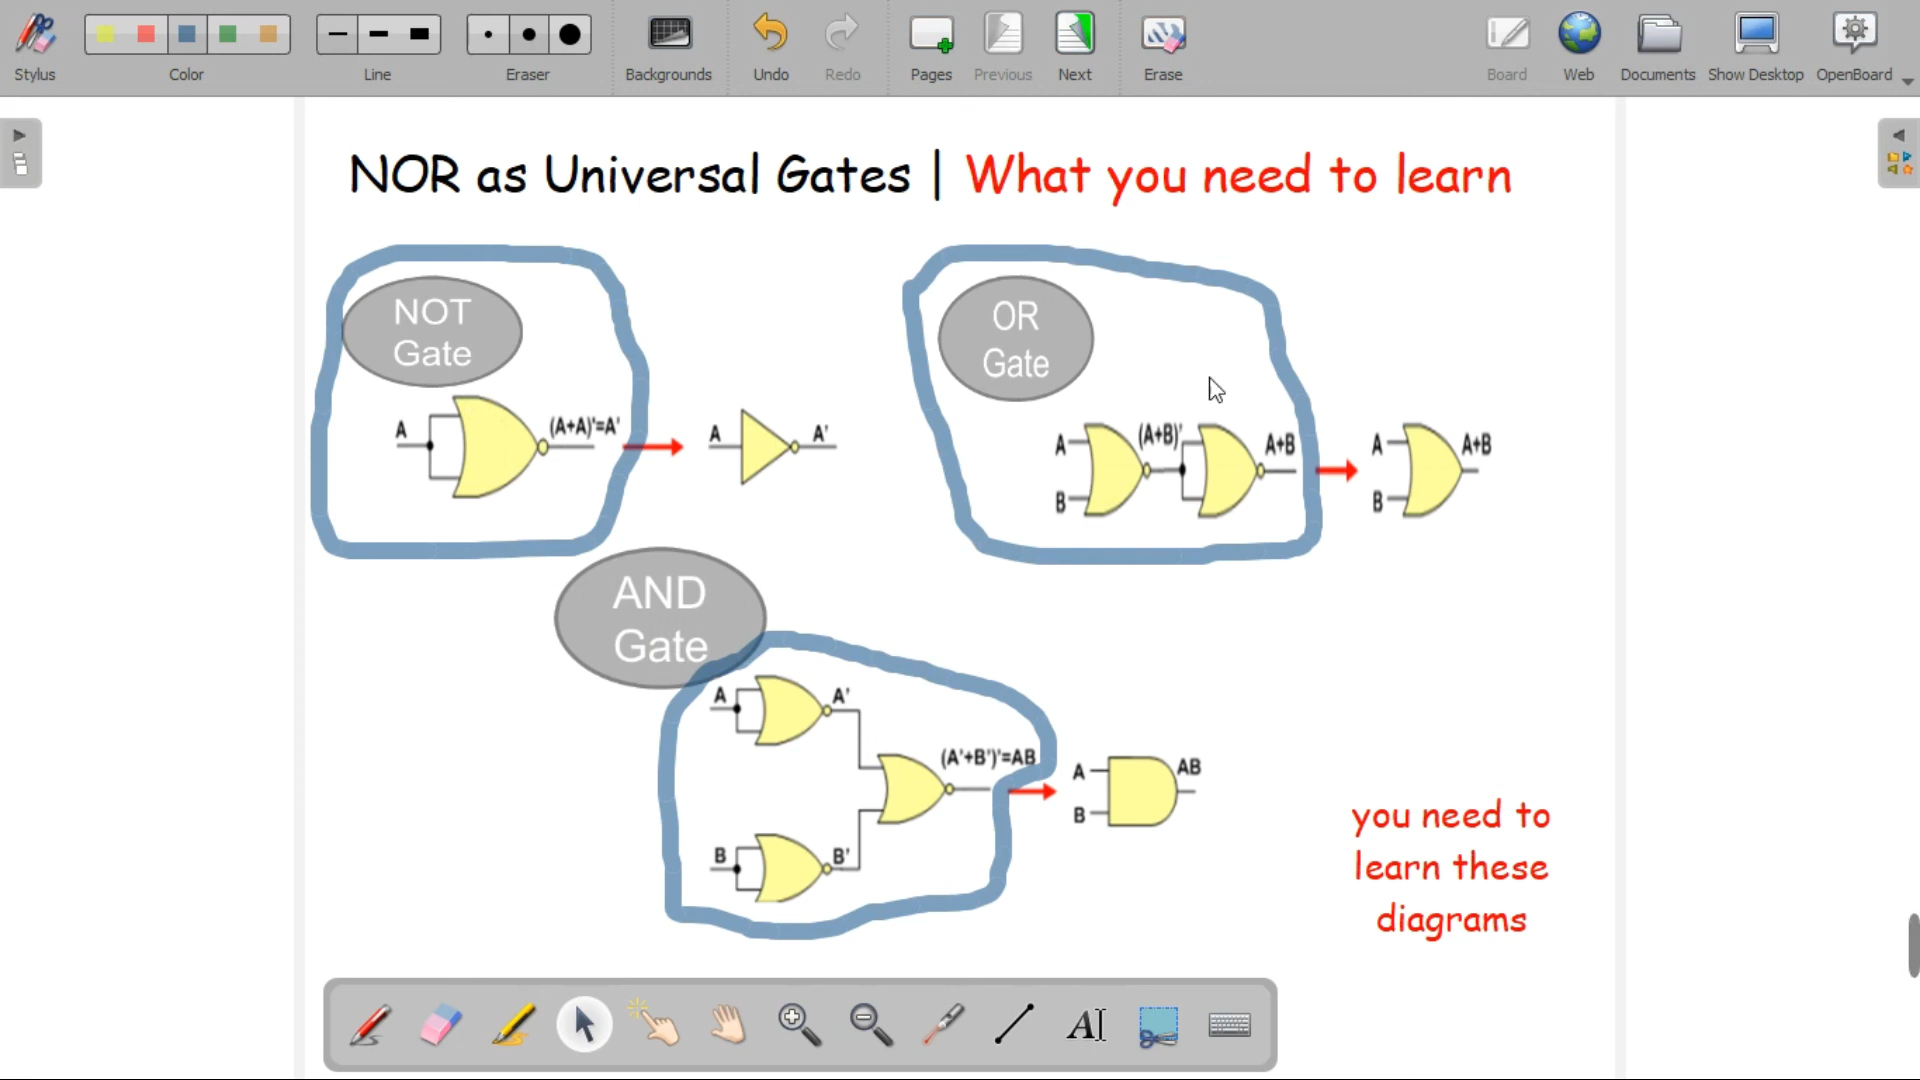 Stylus
Color
Line
Eraser
Backgrounds
Undo
Redo
Pages
Previous
Next
Erase
Board
Web
Documents
Show Desktop
OpenBoard
NOR as Universal Gates | What you need to learn
NOT
Gate
A
(A+A)'=A'
A
A'
OR
Gate
A
B
(A+B)'
A+B
A
B
A+B
AND
Gate
A
A'
B
B'
(A'+B')'=AB
A
B
AB
you need to
learn these
diagrams
A